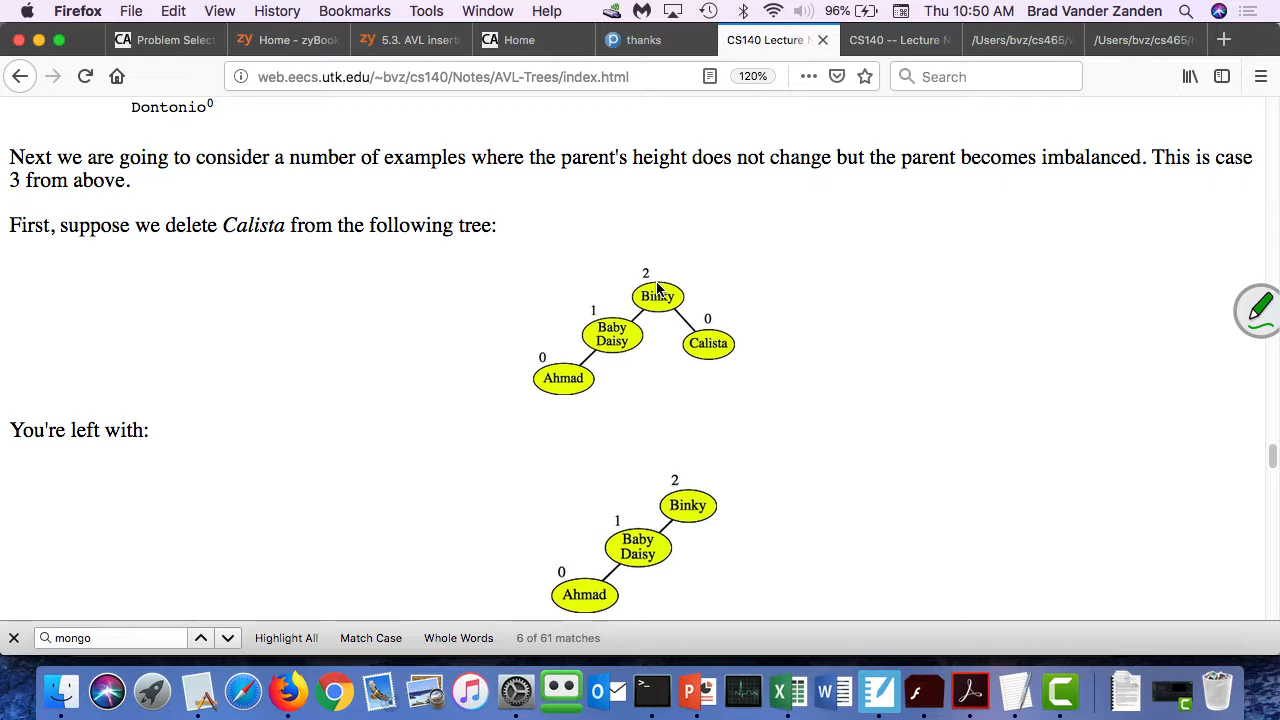 Firefox File Edit View History Bookmarks Tools Window Help 96% Thu 10:50 AM Brad Vander Zanden
CA Problem Select zy Home - zyBook zy 5.3. AVL inserti CA Home thanks CS140 Lecture N CS140 -- Lecture N /Users/bvz/cs465/v /Users/bvz/cs465/h
web.eecs.utk.edu/~bvz/cs140/Notes/AVL-Trees/index.html 120% Search
Dontonio0
Next we are going to consider a number of examples where the parent's height does not change but the parent becomes imbalanced. This is case
3 from above.
First, suppose we delete Calista from the following tree:
2
Binky
1 0
Baby
Daisy Calista
0
Ahmad
You're left with:
2
Binky
1
Baby
Daisy
0
Ahmad
mongo Highlight All Match Case Whole Words 6 of 61 matches